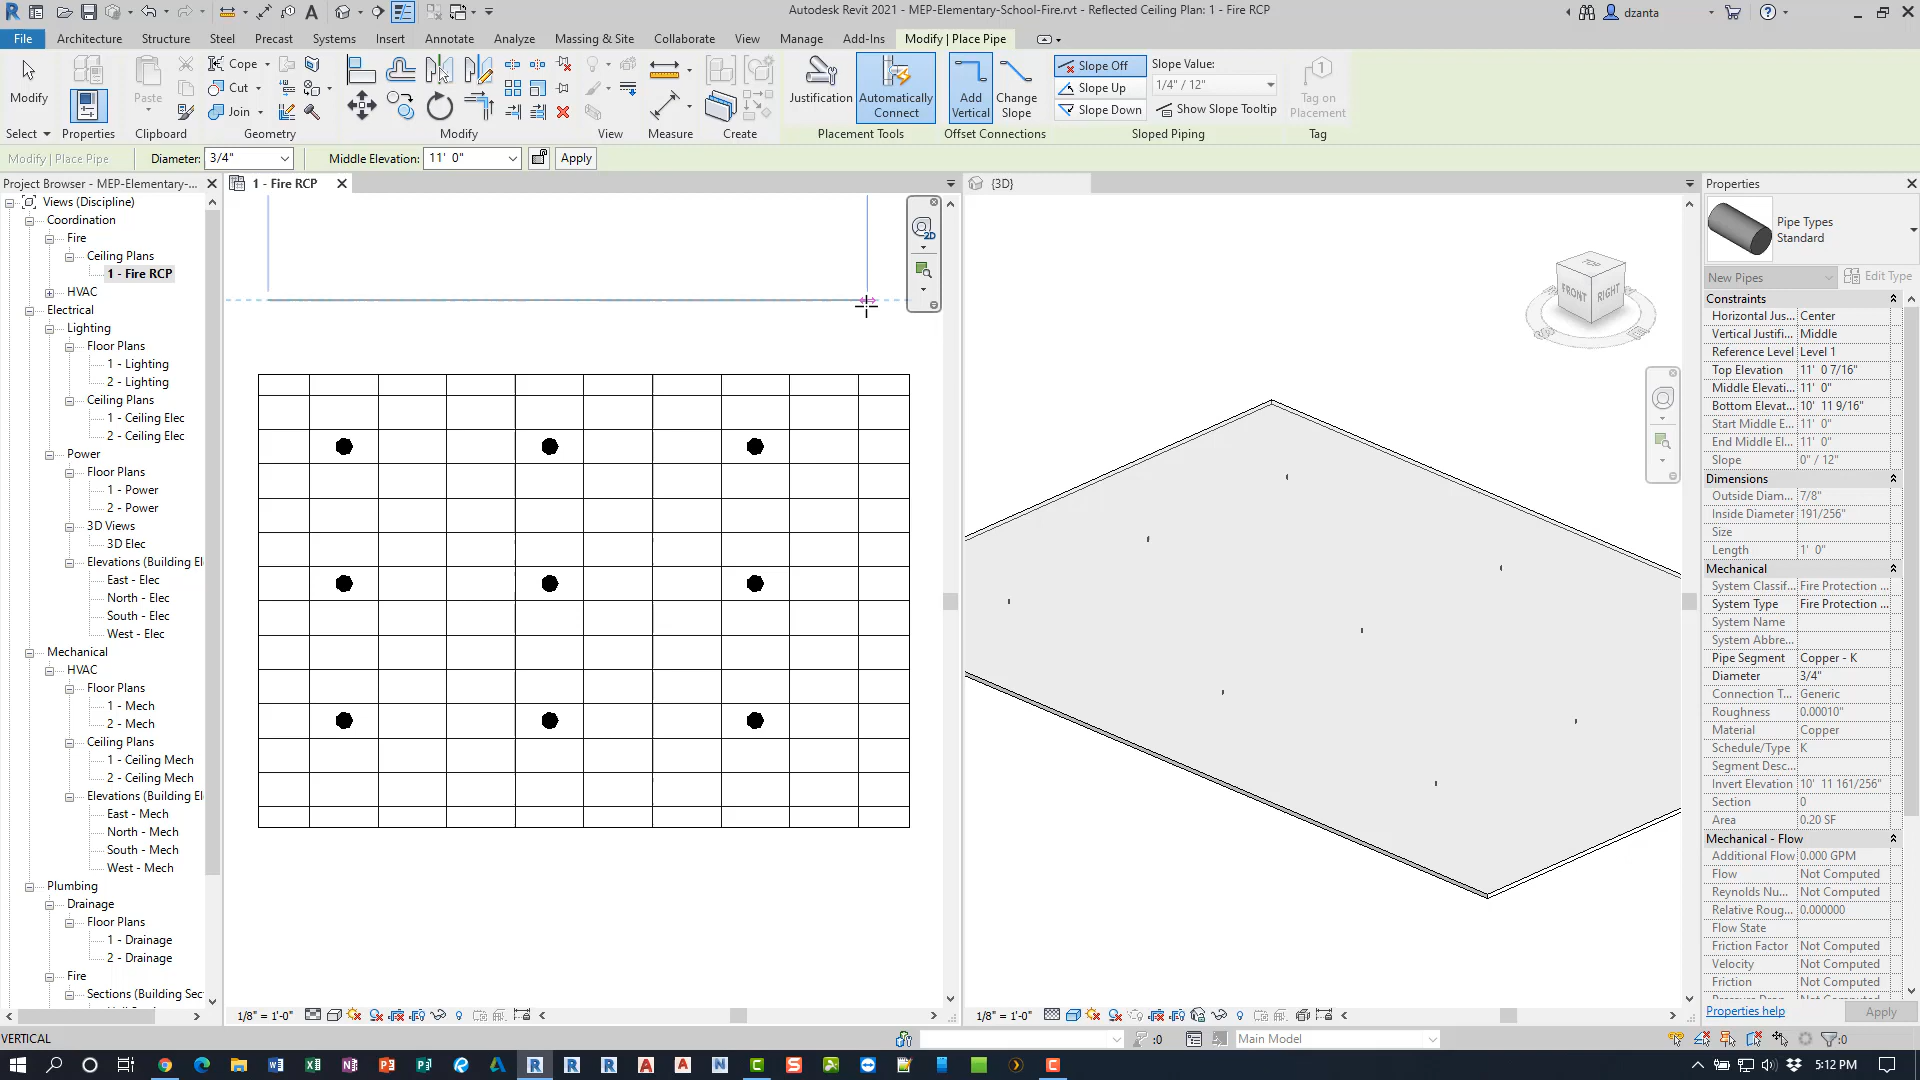 Autodesk Revit 2021 - MEP-Elementary-School-Fire.rvt - Reflected Ceiling Plan: 1 - Fire RCP
dzanta
File Architecture Structure Steel Precast Systems Insert Annotate Analyze Massing & Site Collaborate View Manage Add-Ins Modify | Place Pipe
Cope
Slope Off
Slope Value:
Cut
Slope Up
1/4" / 12"
Modify
Paste
Justification
Automatically
Connect
Add
Vertical
Change
Slope
Tag on
Placement
Join
Slope Down
Show Slope Tooltip
Select Properties Clipboard Geometry Modify View Measure Create Placement Tools Offset Connections Sloped Piping Tag
Modify | Place Pipe Diameter: 3/4" Middle Elevation: 11' 0" Apply
Project Browser - MEP-Elementary-...
Views (Discipline)
Coordination
Fire
Ceiling Plans
1 - Fire RCP
HVAC
Electrical
Lighting
Floor Plans
1 - Lighting
2 - Lighting
Ceiling Plans
1 - Ceiling Elec
2 - Ceiling Elec
Power
Floor Plans
1 - Power
2 - Power
3D Views
3D Elec
Elevations (Building El
East - Elec
North - Elec
South - Elec
West - Elec
Mechanical
HVAC
Floor Plans
1 - Mech
2 - Mech
Ceiling Plans
1 - Ceiling Mech
2 - Ceiling Mech
Elevations (Building El
East - Mech
North - Mech
South - Mech
West - Mech
Plumbing
Drainage
Floor Plans
1 - Drainage
2 - Drainage
Fire
Sections (Building Sec
1 - Fire RCP
2D
1/8" = 1'-0"
{3D}
TOP
FRONT
RIGHT
1/8" = 1'-0"
Properties
Pipe Types
Standard
New Pipes Edit Type
Constraints
Horizontal Jus... Center
Vertical Justifi... Middle
Reference Level Level 1
Top Elevation 11' 0 7/16"
Middle Elevati... 11' 0"
Bottom Elevat... 10' 11 9/16"
Start Middle E... 11' 0"
End Middle El... 11' 0"
Slope 0" / 12"
Dimensions
Outside Diam... 7/8"
Inside Diameter 191/256"
Size
Length 1' 0"
Mechanical
System Classif... Fire Protection ...
System Type Fire Protection ...
System Name
System Abbre...
Pipe Segment Copper - K
Diameter 3/4"
Connection T... Generic
Roughness 0.00010"
Material Copper
Schedule/Type K
Segment Desc...
Invert Elevation 10' 11 161/256"
Section 0
Area 0.20 SF
Mechanical - Flow
Additional Flow 0.000 GPM
Flow Not Computed
Reynolds Nu... Not Computed
Relative Roug... 0.000000
Flow State
Friction Factor Not Computed
Velocity Not Computed
Friction Not Computed
Properties help Apply
VERTICAL
:0
Main Model
:0
5:12 PM